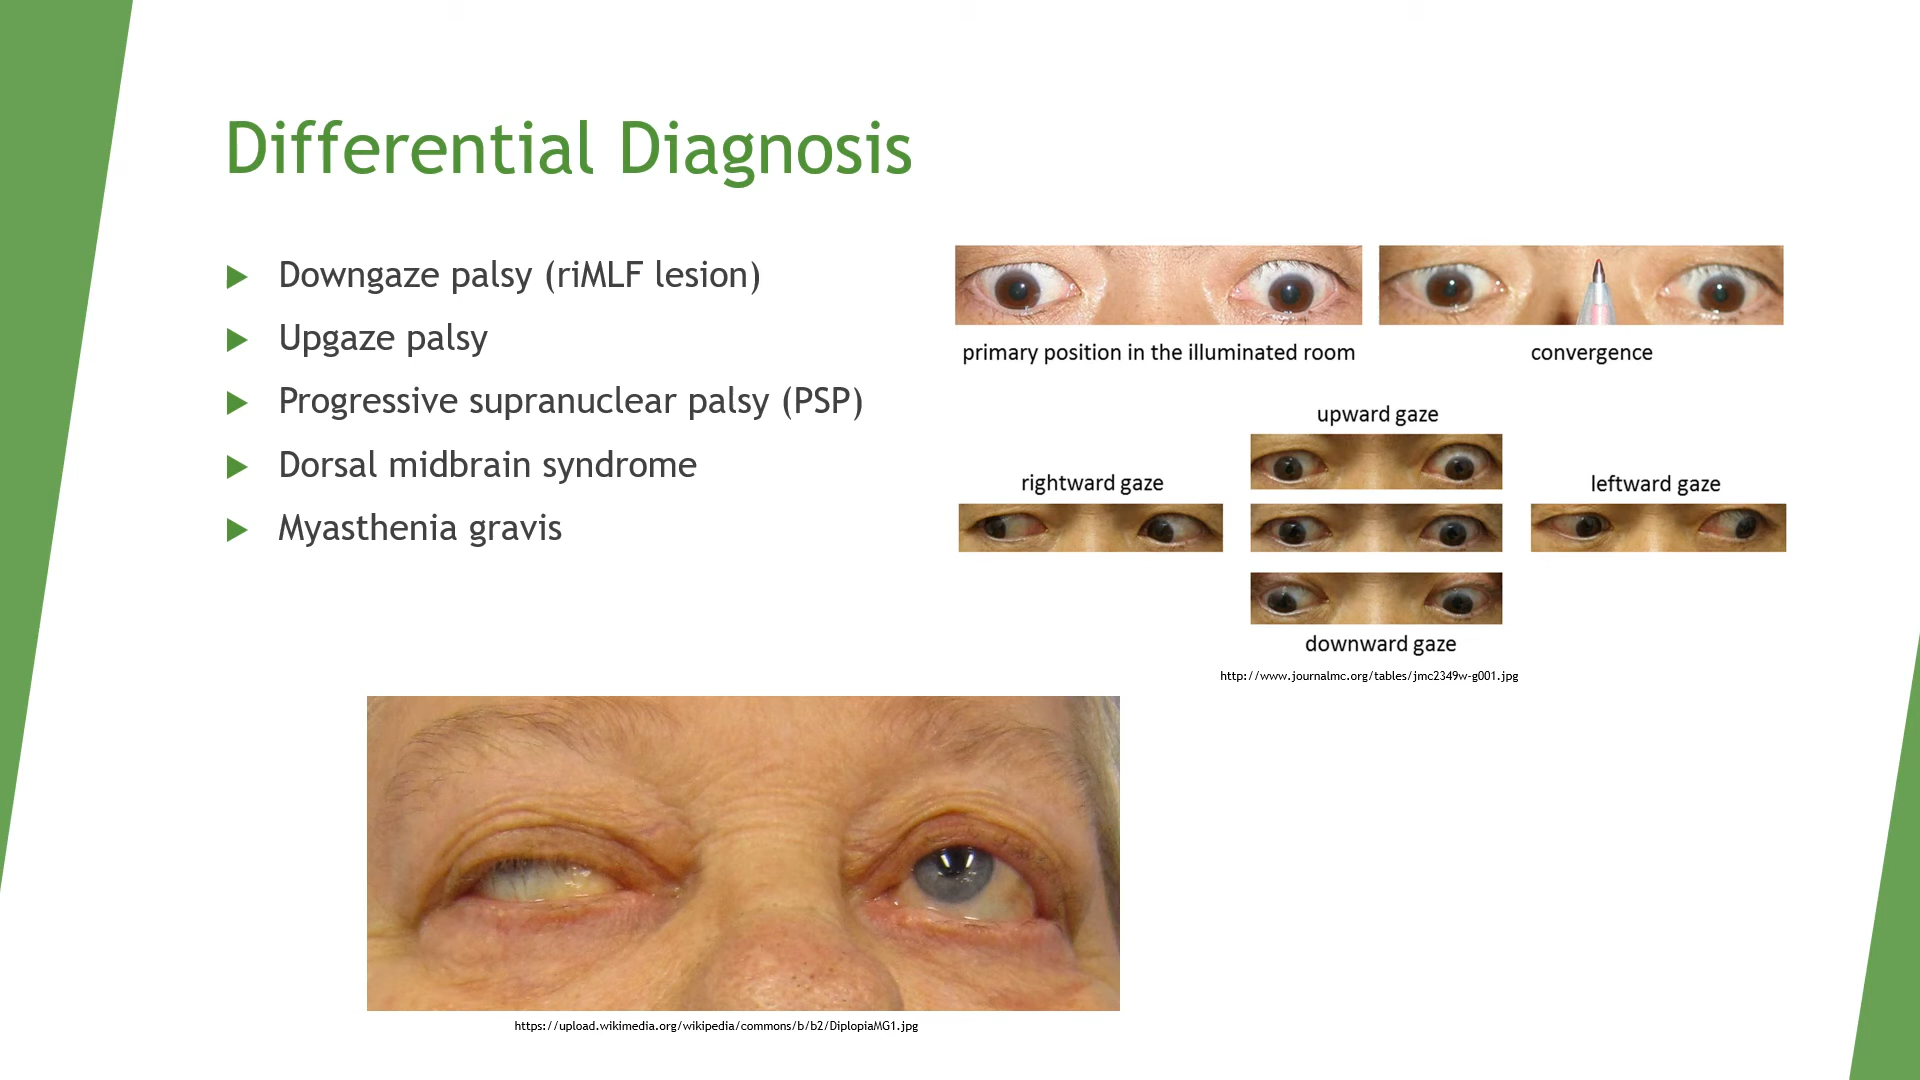 Differential Diagnosis
Downgaze palsy (riMLF lesion)
Upgaze palsy
Progressive supranuclear palsy (PSP)
Dorsal midbrain syndrome
Myasthenia gravis
primary position in the illuminated room
convergence
upward gaze
rightward gaze
leftward gaze
downward gaze
http://www.journalmc.org/tables/jmc2349w-g001.jpg
https://upload.wikimedia.org/wikipedia/commons/b/b2/DiplopiaMG1.jpg